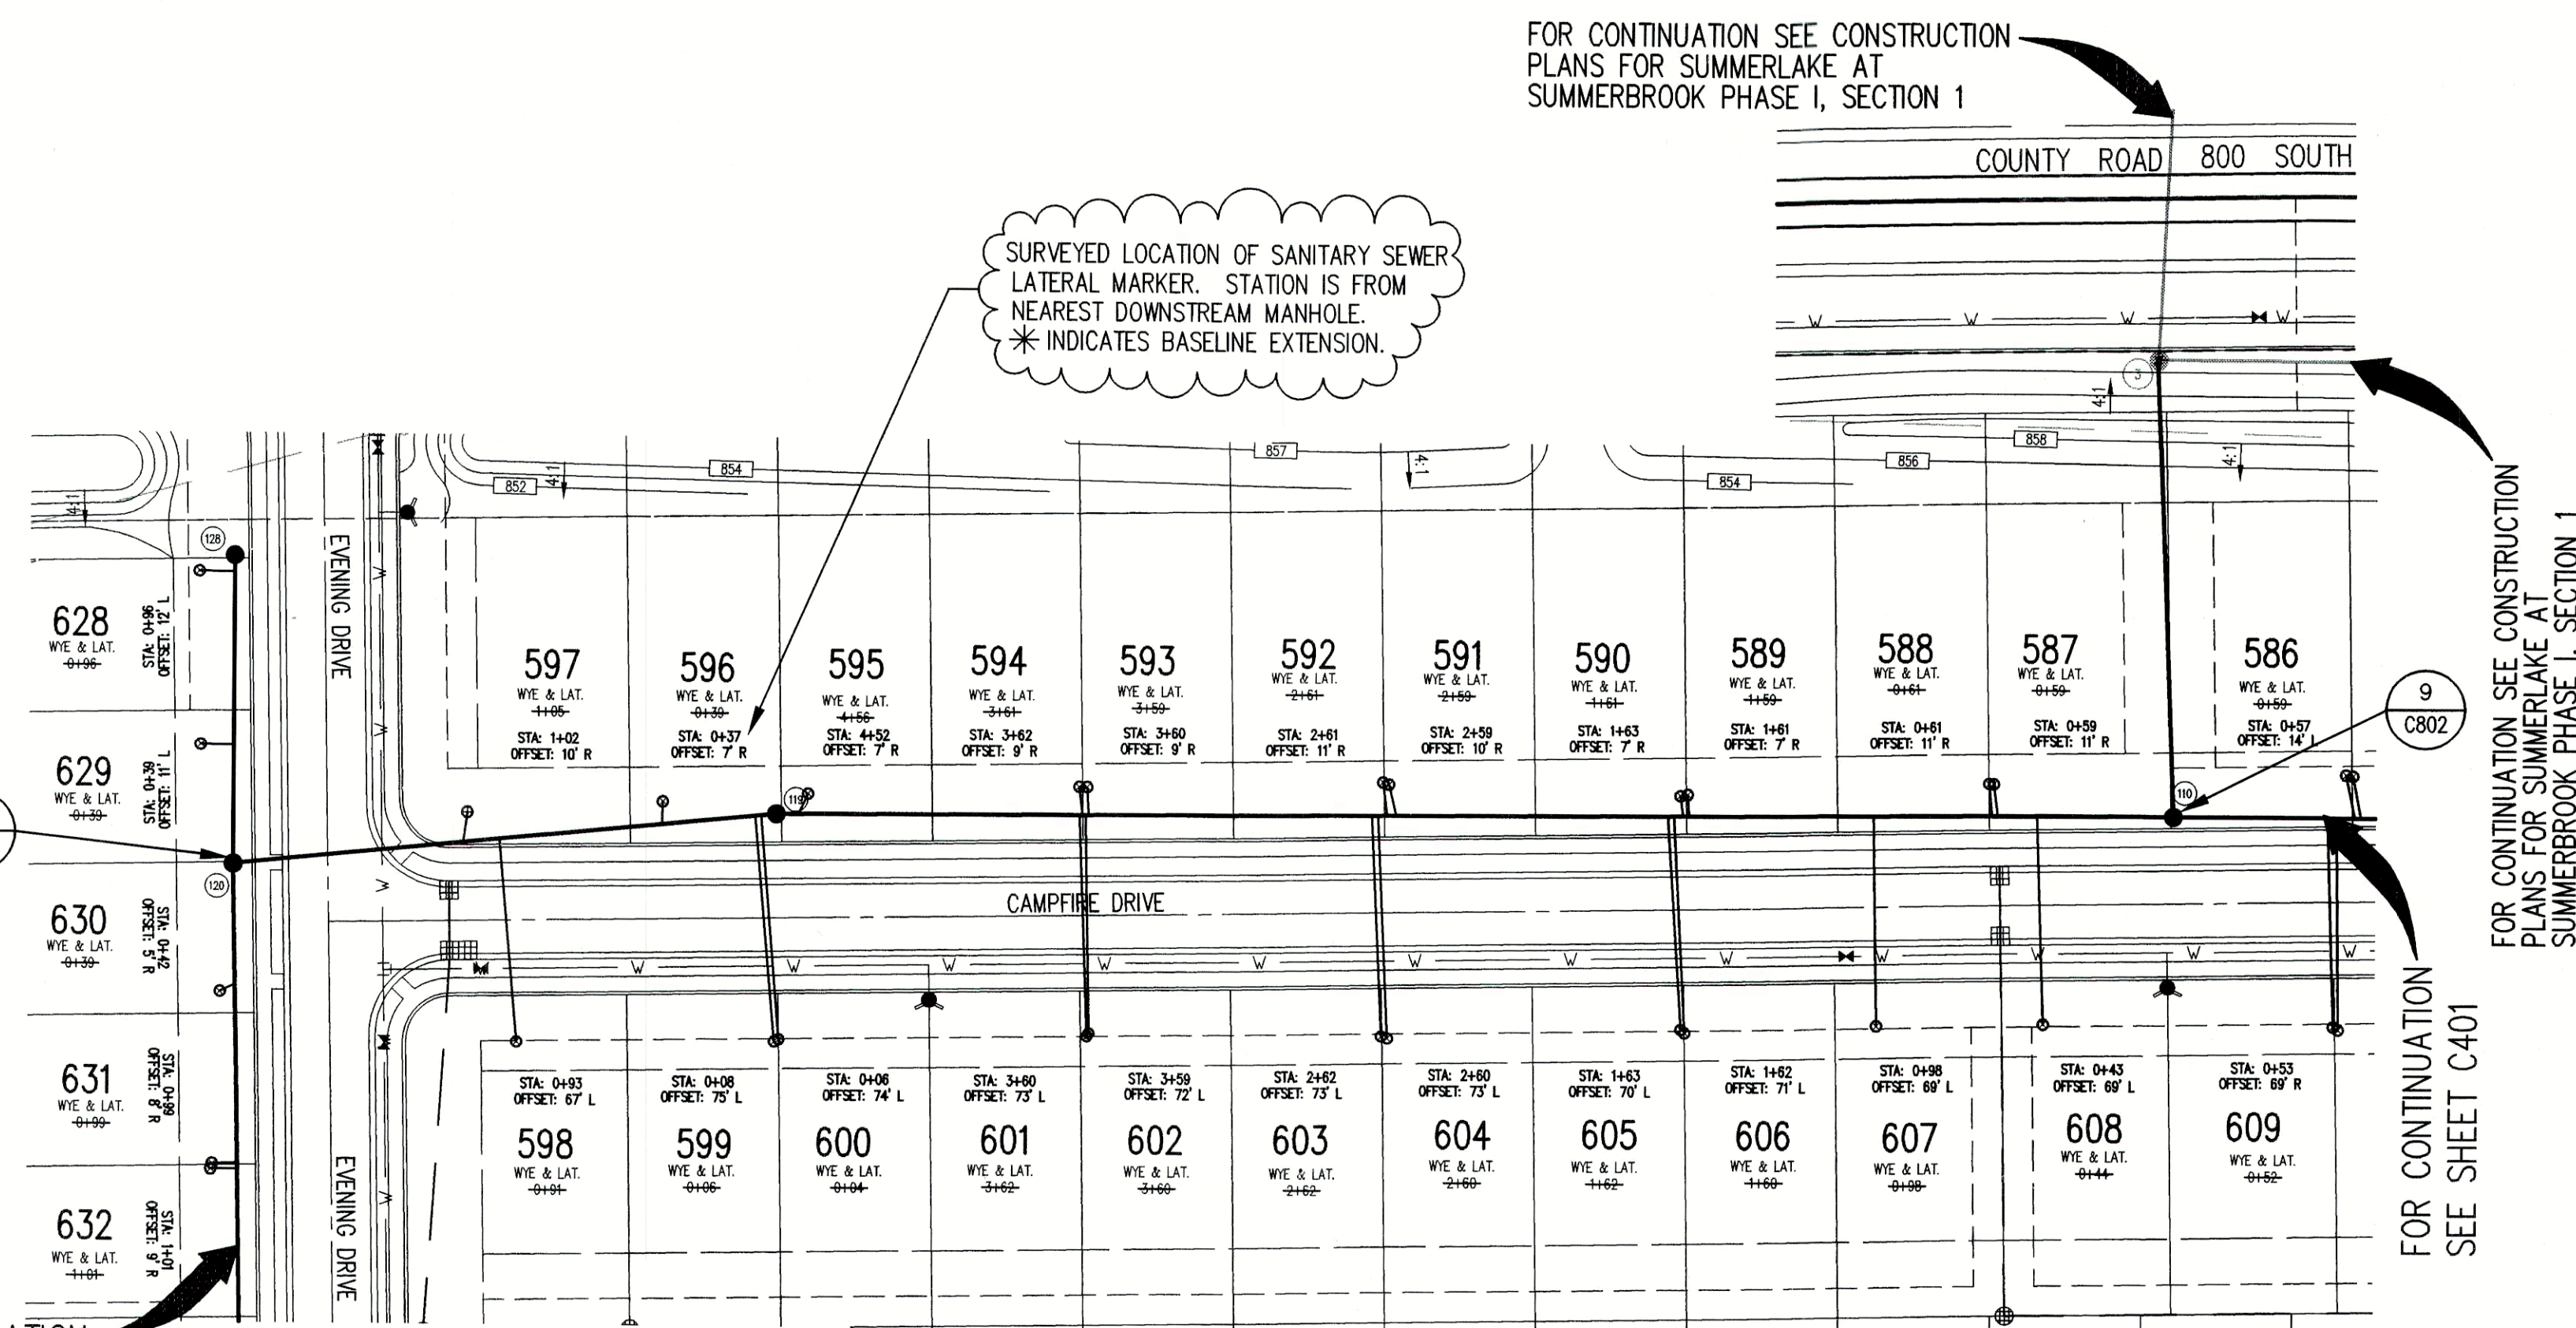 FOR CONTINUATION SEE CONSTRUCTION
PLANS FOR SUMMERLAKE AT
SUMMERBROOK PHASE I, SECTION 1
COUNTY ROAD 800 SOUTH
SURVEYED LOCATION OF SANITARY SEWER
LATERAL MARKER. STATION IS FROM
NEAREST DOWNSTREAM MANHOLE.
✳ INDICATES BASELINE EXTENSION.
W W W W
3
4:1
FOR CONTINUATION SEE CONSTRUCTION
PLANS FOR SUMMERLAKE AT
SUMMERBROOK PHASE I, SECTION 1
4:1
852
4:1
854
857
4:1
854
856
858
4:1
128
EVENING DRIVE
W
W
W
W
628
WYE & LAT.
0+96
STA: 0+96
OFFSET: 12' L
629
WYE & LAT.
0+39
STA: 0+39
OFFSET: 11' L
120
630
WYE & LAT.
0+39
STA: 0+42
OFFSET: 5' R
631
WYE & LAT.
0+99
STA: 0+99
OFFSET: 8' R
632
WYE & LAT.
1+01
STA: 1+01
OFFSET: 9' R
EVENING DRIVE
597
WYE & LAT.
1+05
STA: 1+02
OFFSET: 10' R
596
WYE & LAT.
0+39
STA: 0+37
OFFSET: 7' R
595
WYE & LAT.
4+56
STA: 4+52
OFFSET: 7' R
594
WYE & LAT.
3+61
STA: 3+62
OFFSET: 9' R
593
WYE & LAT.
3+59
STA: 3+60
OFFSET: 9' R
592
WYE & LAT.
2+61
STA: 2+61
OFFSET: 11' R
591
WYE & LAT.
2+59
STA: 2+59
OFFSET: 10' R
590
WYE & LAT.
1+61
STA: 1+63
OFFSET: 7' R
589
WYE & LAT.
1+59
STA: 1+61
OFFSET: 7' R
588
WYE & LAT.
0+61
STA: 0+61
OFFSET: 11' R
587
WYE & LAT.
0+59
STA: 0+59
OFFSET: 11' R
586
WYE & LAT.
0+59
STA: 0+57
OFFSET: 14' L
9
C802
119
110
CAMPFIRE DRIVE
W W W W W W W W W W W W
STA: 0+93
OFFSET: 67' L
598
WYE & LAT.
0+91
STA: 0+08
OFFSET: 75' L
599
WYE & LAT.
0+06
STA: 0+06
OFFSET: 74' L
600
WYE & LAT.
0+04
STA: 3+60
OFFSET: 73' L
601
WYE & LAT.
3+62
STA: 3+59
OFFSET: 72' L
602
WYE & LAT.
3+60
STA: 2+62
OFFSET: 73' L
603
WYE & LAT.
2+62
STA: 2+60
OFFSET: 73' L
604
WYE & LAT.
2+60
STA: 1+63
OFFSET: 70' L
605
WYE & LAT.
1+62
STA: 1+62
OFFSET: 71' L
606
WYE & LAT.
1+60
STA: 0+98
OFFSET: 69' L
607
WYE & LAT.
0+98
STA: 0+43
OFFSET: 69' L
608
WYE & LAT.
0+44
STA: 0+53
OFFSET: 69' R
609
WYE & LAT.
0+52
FOR CONTINUATION
SEE SHEET C401